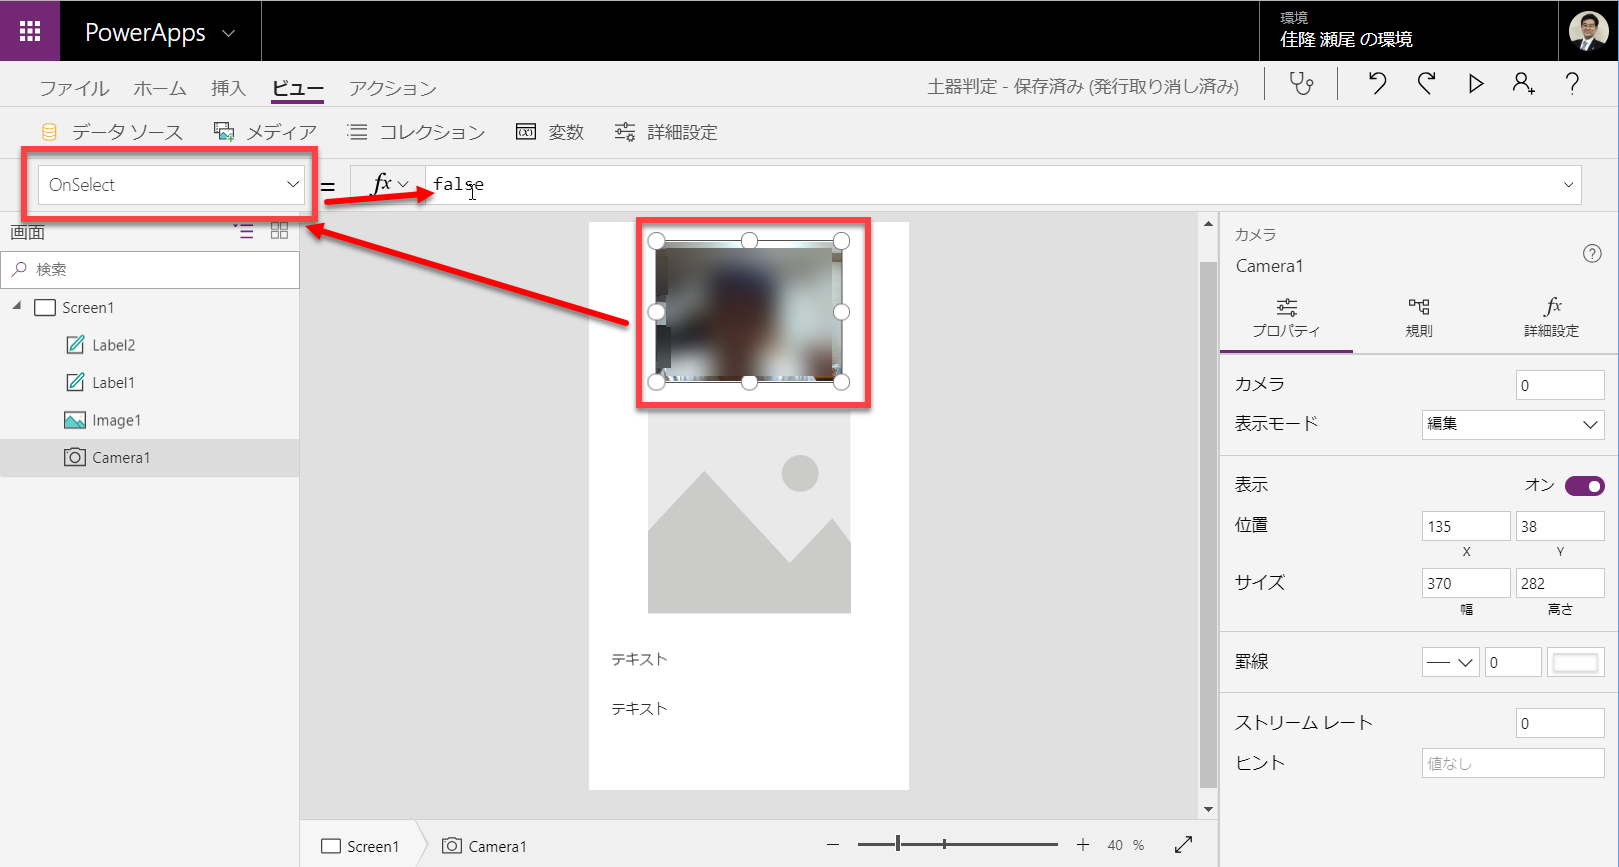 PowerApps
環境
佳隆 瀬尾 の環境
ファイル ホーム 挿入 ビュー アクション
土器判定 - 保存済み (発行取り消し済み)
データ ソース メディア コレクション (x) 変数 詳細設定
OnSelect = fx false
画面
検索
Screen1
Label2
Label1
Image1
Camera1
テキスト
テキスト
カメラ
Camera1
プロパティ 規則 fx 詳細設定
カメラ 0
表示モード 編集
表示 オン
位置 135 38
X Y
サイズ 370 282
幅 高さ
罫線 0
ストリーム レート 0
ヒント 値なし
Screen1 Camera1 40 %